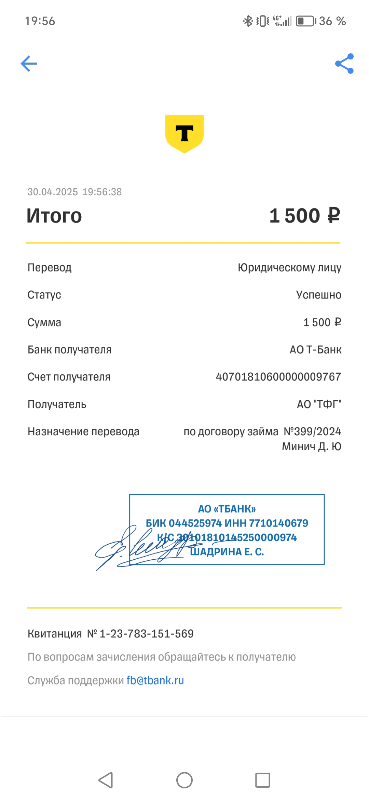 19:56
36 %
Т
30.04.2025 19:56:38
Итого 1 500 ₽
Перевод Юридическому лицу
Статус Успешно
Сумма 1 500 ₽
Банк получателя АО Т-Банк
Счет получателя 40701810600000009767
Получатель АО "ТФГ"
Назначение перевода по договору займа №399/2024
Минич Д. Ю
АО «ТБАНК»
БИК 044525974 ИНН 7710140679
К/С 30101810145250000974
ШАДРИНА Е. С.
Квитанция № 1-23-783-151-569
По вопросам зачисления обращайтесь к получателю
Служба поддержки fb@tbank.ru